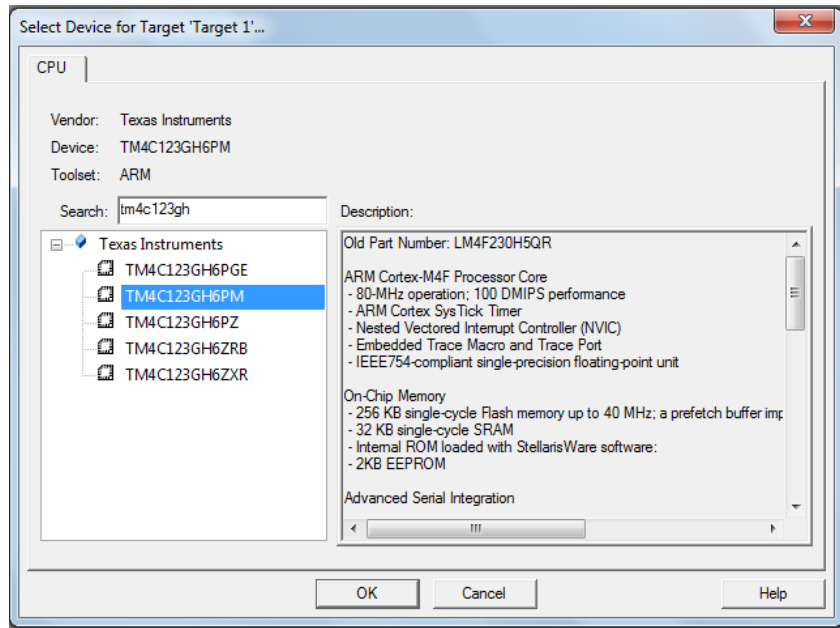 Select Device for Target 'Target 1'...
CPU
Vendor: Texas Instruments
Device: TM4C123GH6PM
Toolset: ARM
Search: tm4c123gh
Texas Instruments
TM4C123GH6PGE
TM4C123GH6PM
TM4C123GH6PZ
TM4C123GH6ZRB
TM4C123GH6ZXR
Description:
Old Part Number: LM4F230H5QR
ARM Cortex-M4F Processor Core
- 80-MHz operation; 100 DMIPS performance
- ARM Cortex SysTick Timer
- Nested Vectored Interrupt Controller (NVIC)
- Embedded Trace Macro and Trace Port
- IEEE754-compliant single-precision floating-point unit
On-Chip Memory
- 256 KB single-cycle Flash memory up to 40 MHz; a prefetch buffer imp
- 32 KB single-cycle SRAM
- Internal ROM loaded with StellarisWare software:
- 2KB EEPROM
Advanced Serial Integration
OK Cancel Help